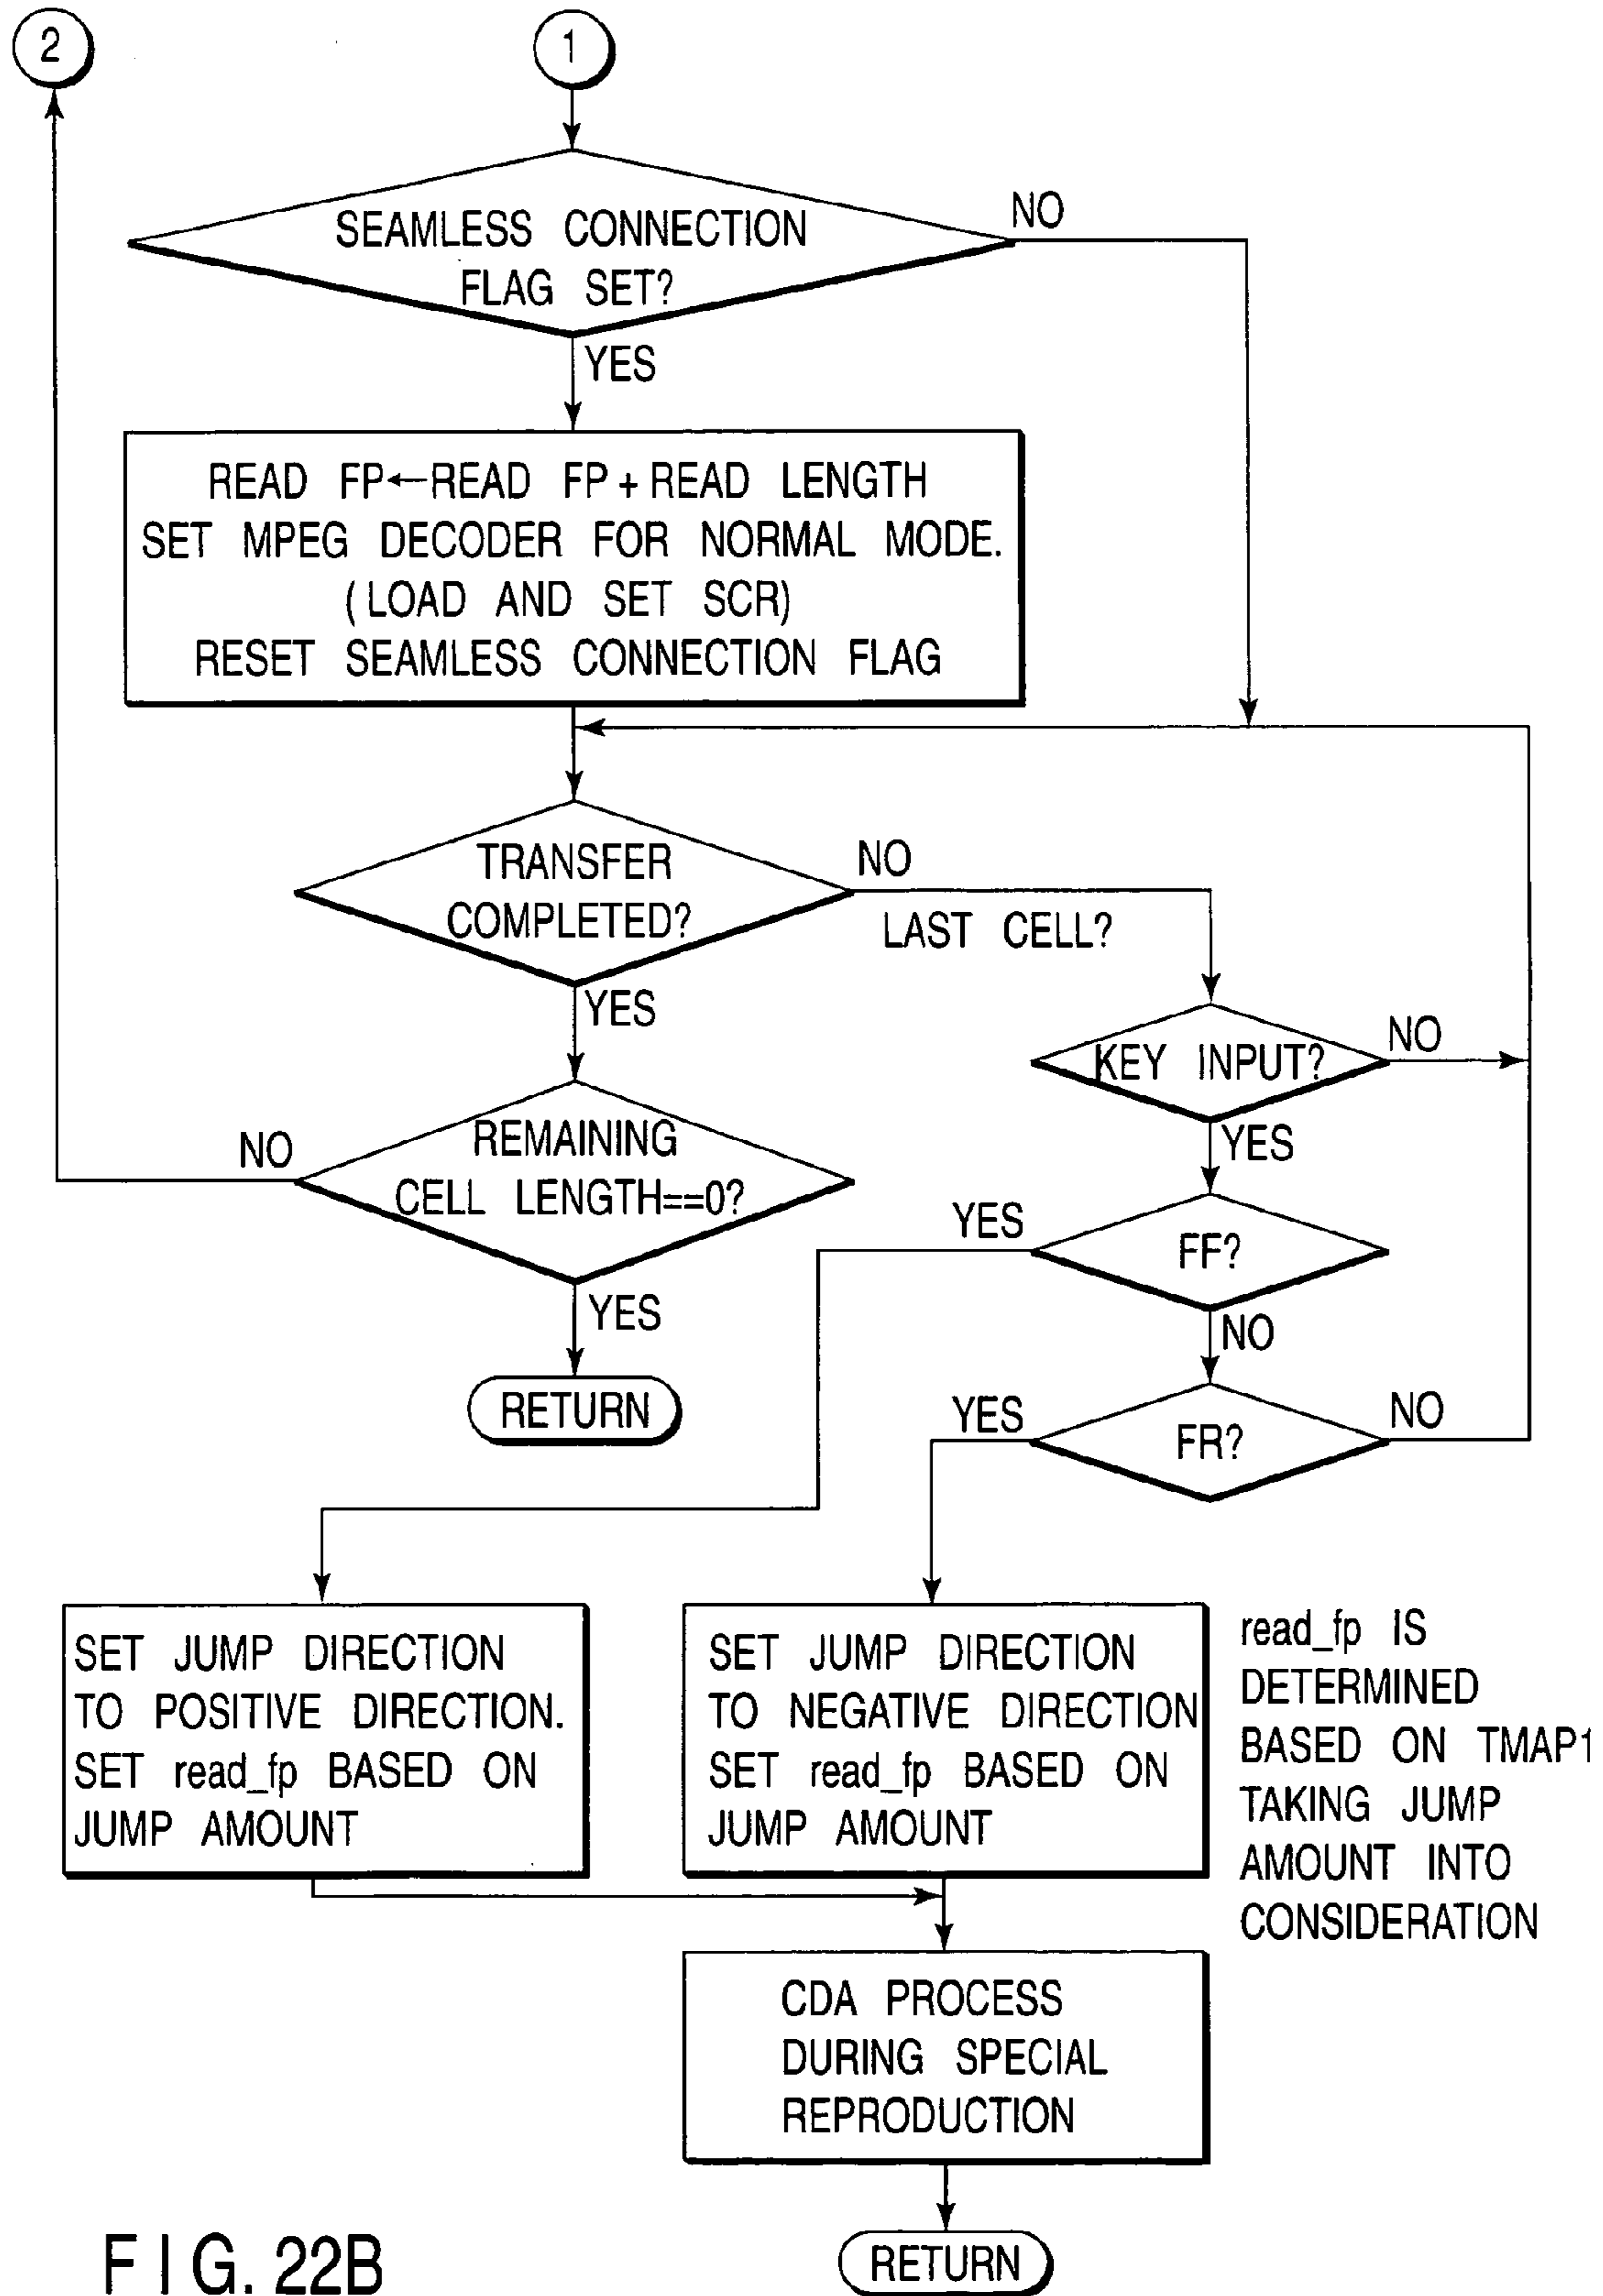 2
1
SEAMLESS CONNECTION
FLAG SET?
NO
YES
READ FP←READ FP+READ LENGTH
SET MPEG DECODER FOR NORMAL MODE.
(LOAD AND SET SCR)
RESET SEAMLESS CONNECTION FLAG
TRANSFER
COMPLETED?
NO
LAST CELL?
YES
KEY INPUT?
NO
YES
REMAINING
CELL LENGTH==0?
NO
YES
RETURN
FF?
YES
NO
FR?
YES
NO
SET JUMP DIRECTION
TO POSITIVE DIRECTION.
SET read_fp BASED ON
JUMP AMOUNT
SET JUMP DIRECTION
TO NEGATIVE DIRECTION
SET read_fp BASED ON
JUMP AMOUNT
read_fp IS
DETERMINED
BASED ON TMAP1
TAKING JUMP
AMOUNT INTO
CONSIDERATION
CDA PROCESS
DURING SPECIAL
REPRODUCTION
RETURN
FIG. 22B